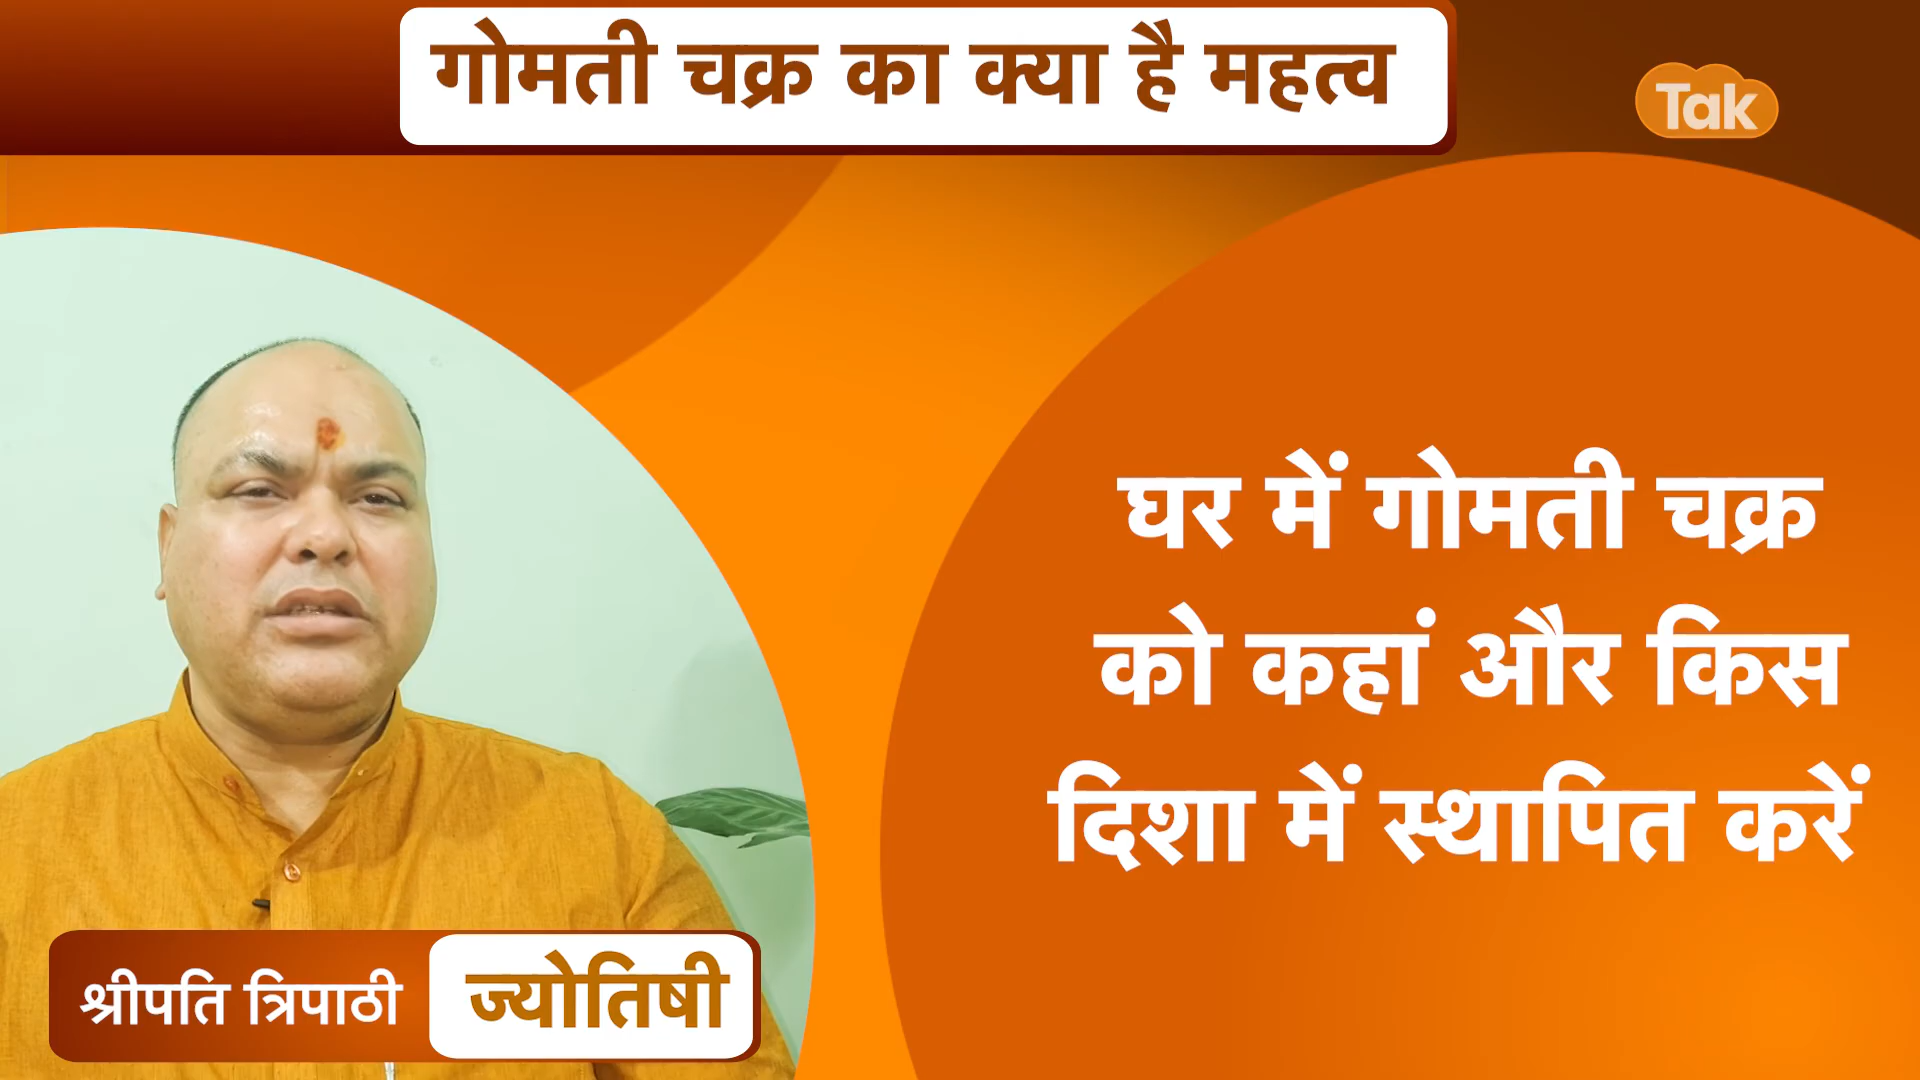 गोमती चक्र का क्या है महत्व
Tak
घर में गोमती चक्र
को कहां और किस
दिशा में स्थापित करें
श्रीपति त्रिपाठी
ज्योतिषी